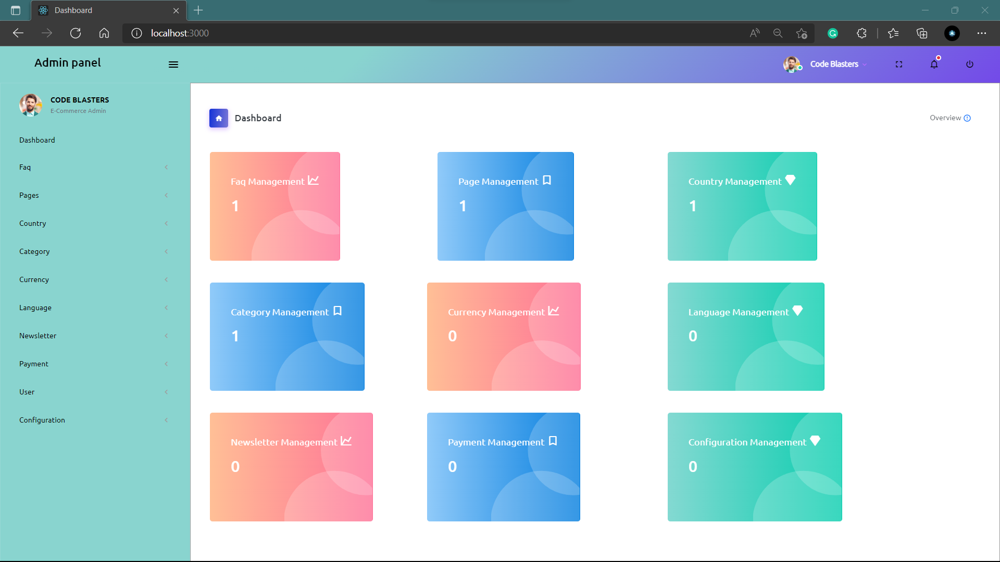 Dashboard
localhost:3000
Admin panel
Code Blasters
CODE BLASTERS
E-Commerce Admin
Dashboard
Faq
Pages
Country
Category
Currency
Language
Newsletter
Payment
User
Configuration
Dashboard
Overview
Faq Management
1
Page Management
1
Country Management
1
Category Management
1
Currency Management
0
Language Management
0
Newsletter Management
0
Payment Management
0
Configuration Management
0